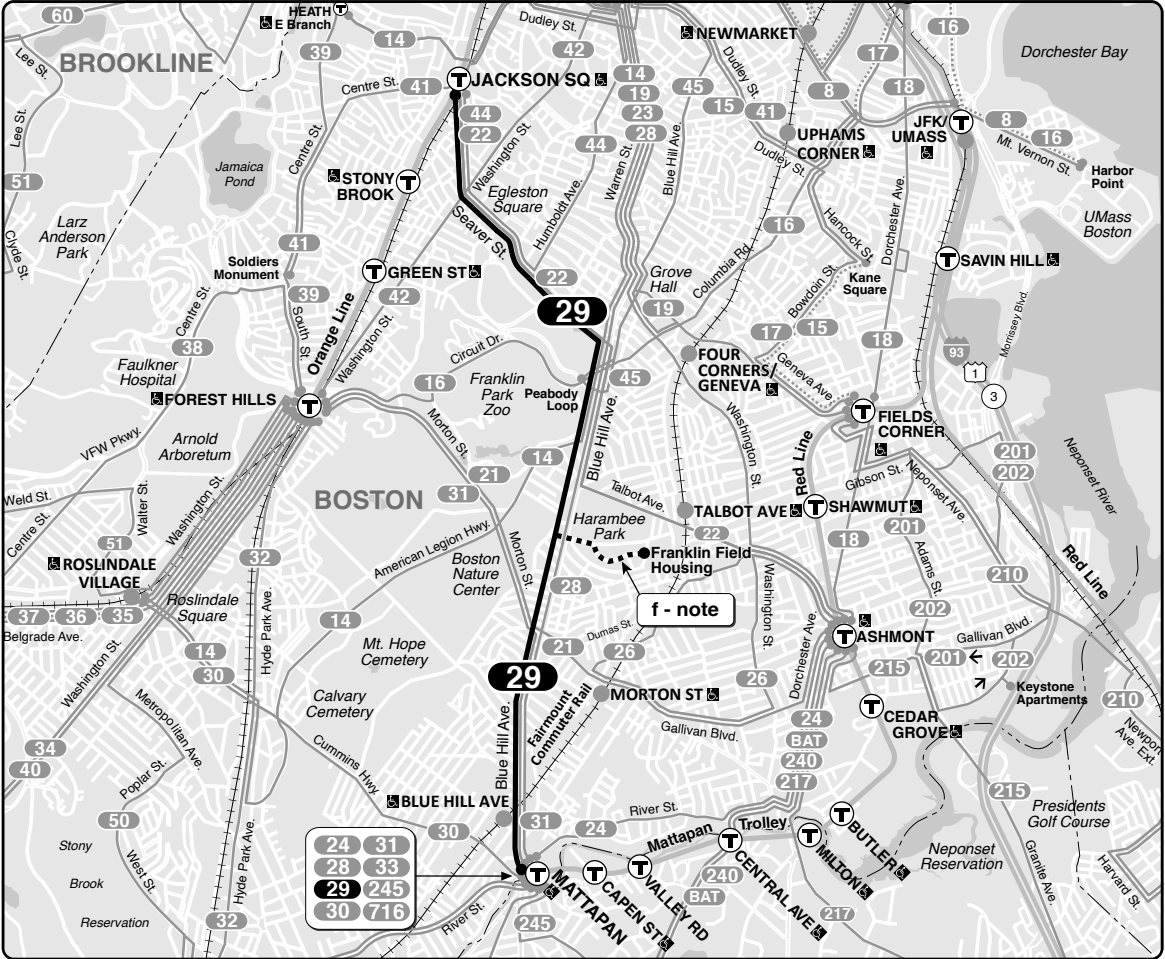 60
HEATH
E Branch
14
39
Dudley St.
42
NEWMARKET
16
17
Dorchester Bay
BROOKLINE
Lee St.
Centre St.
41
JACKSON SQ
14
19
23
28
45
Dudley St.
15
41
8
18
44
22
Washington St.
44
Warren St.
Blue Hill Ave.
UPHAMS
CORNER
Dudley St.
JFK/
UMASS
8
16
Mt. Vernon St.
Harbor
Point
Lee St.
51
Clyde St.
Jamaica
Pond
Centre St.
STONY
BROOK
Egleston
Square
Seaver St.
Humboldt Ave.
16
Hancock St.
Dorchester Ave.
UMass
Boston
Larz
Anderson
Park
41
Soldiers
Monument
GREEN ST
42
22
29
Grove
Hall
Columbia Rd.
Kane
Square
Bowdoin St.
SAVIN HILL
Centre St.
39
South St.
Orange Line
Washington St.
19
17
15
18
Morrissey Blvd.
93
1
3
38
Faulkner
Hospital
FOREST HILLS
Circuit Dr.
16
Franklin
Park
Zoo
Peabody
Loop
45
FOUR
CORNERS/
GENEVA
Geneva Ave.
FIELDS
CORNER
VFW Pkwy.
Arnold
Arboretum
Morton St.
Blue Hill Ave.
Washington St.
Red Line
201
202
Neponset River
Weld St.
Centre St.
Walter St.
Washington St.
BOSTON
21
31
14
Talbot Ave.
TALBOT AVE
SHAWMUT
Gibson St.
Neponset Ave.
201
51
ROSLINDALE
VILLAGE
32
American Legion Hwy.
Morton St.
Harambee
Park
22
18
Adams St.
Red Line
Boston
Nature
Center
Franklin Field
Housing
210
37
36
35
Belgrade Ave.
Roslindale
Square
Hyde Park Ave.
14
28
f - note
Washington St.
202
Dumas St.
Gallivan Blvd.
14
30
Mt. Hope
Cemetery
21
26
Dorchester Ave.
ASHMONT
201
202
215
Washington St.
Metropolitan Ave.
Calvary
Cemetery
29
Fairmount
Commuter Rail
MORTON ST
26
Keystone
Apartments
210
Newport
Ave. Ext.
34
40
Cummins Hwy.
Blue Hill Ave.
Gallivan Blvd.
24
BAT
240
217
CEDAR
GROVE
Poplar St.
50
BLUE HILL AVE
30
31
24
River St.
Mattapan
Trolley
215
Presidents
Golf Course
Stony
Brook
Reservation
West St.
Hyde Park Ave.
32
24
31
28
33
29
245
30
716
River St.
245
MATTAPAN
CAPEN ST
VALLEY RD
240
BAT
CENTRAL AVE
217
MILTON
BUTLER
Neponset
Reservation
Granite Ave.
Harvard St.